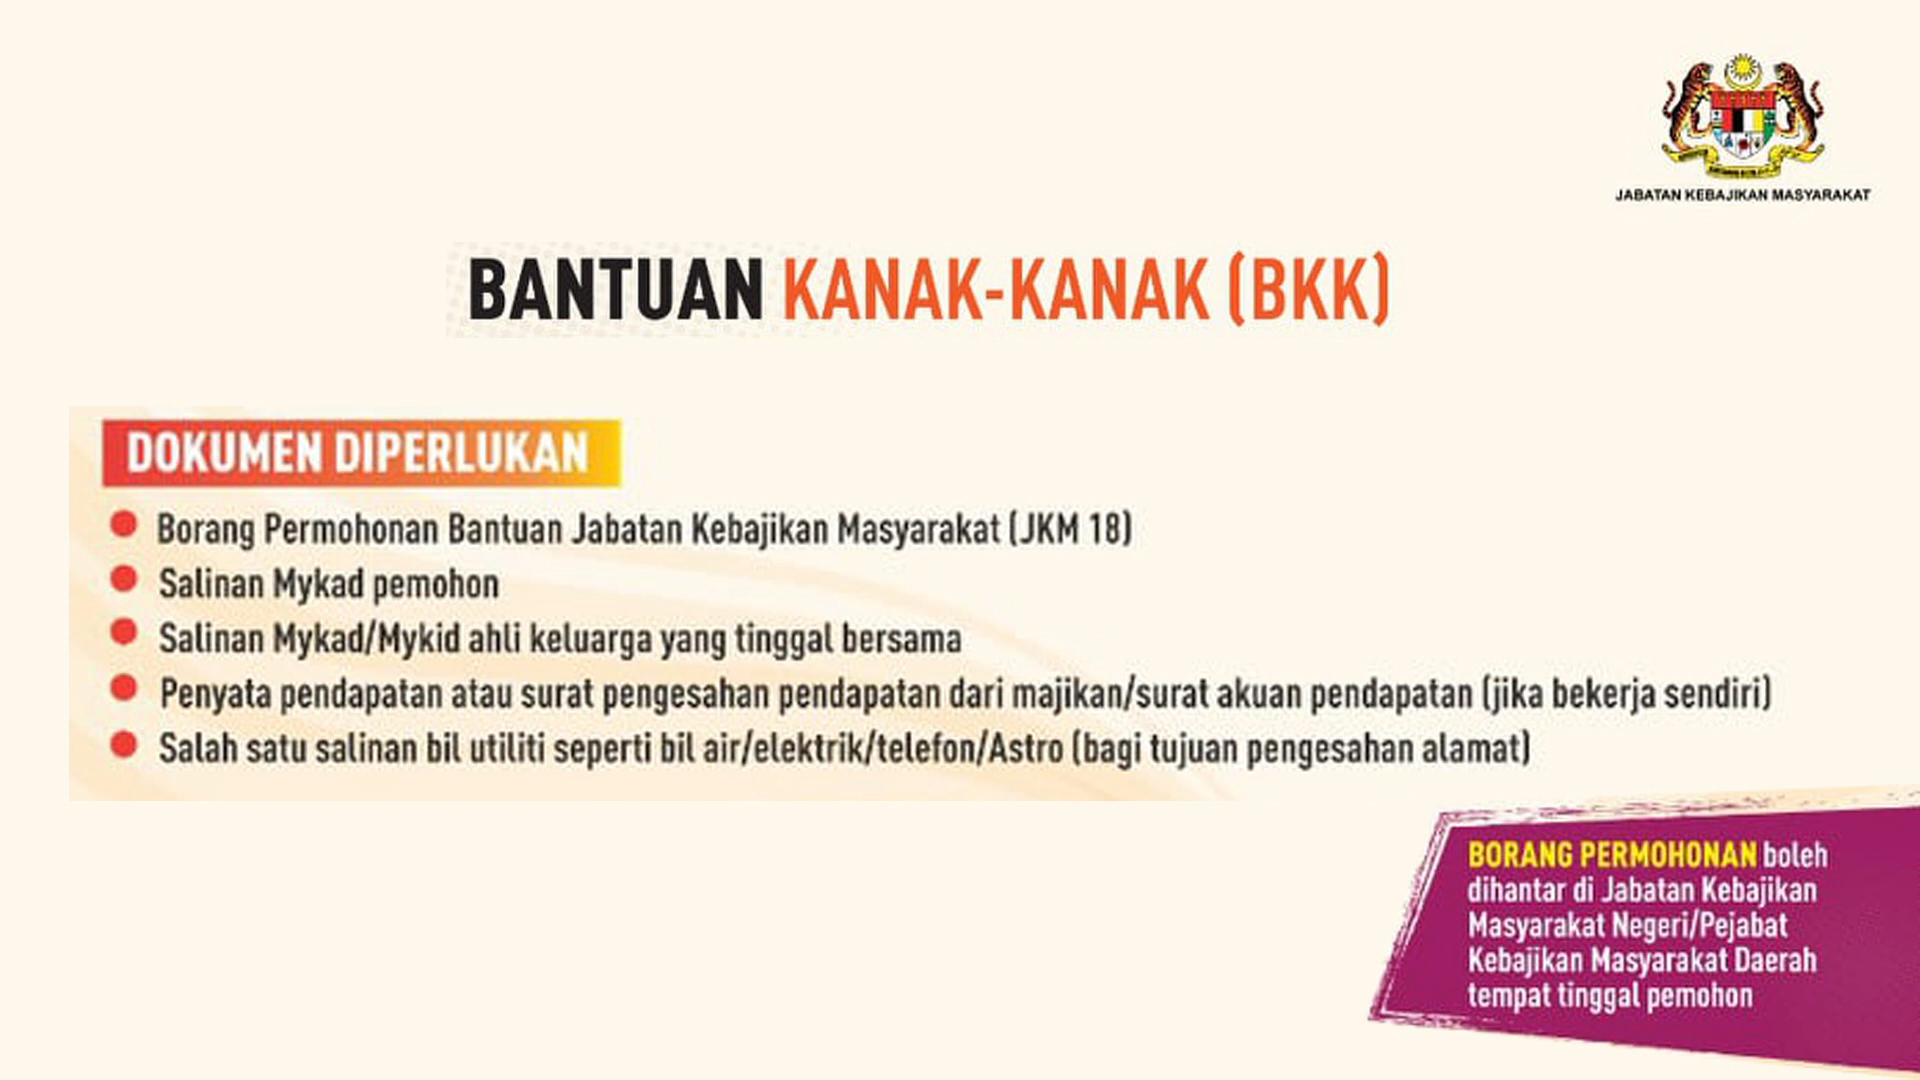 JABATAN KEBAJIKAN MASYARAKAT
BANTUAN KANAK-KANAK (BKK)
DOKUMEN DIPERLUKAN
Borang Permohonan Bantuan Jabatan Kebajikan Masyarakat (JKM 18)
Salinan Mykad pemohon
Salinan Mykad/Mykid ahli keluarga yang tinggal bersama
Penyata pendapatan atau surat pengesahan pendapatan dari majikan/surat akuan pendapatan (jika bekerja sendiri)
Salah satu salinan bil utiliti seperti bil air/elektrik/telefon/Astro (bagi tujuan pengesahan alamat)
BORANG PERMOHONAN boleh
dihantar di Jabatan Kebajikan
Masyarakat Negeri/Pejabat
Kebajikan Masyarakat Daerah
tempat tinggal pemohon